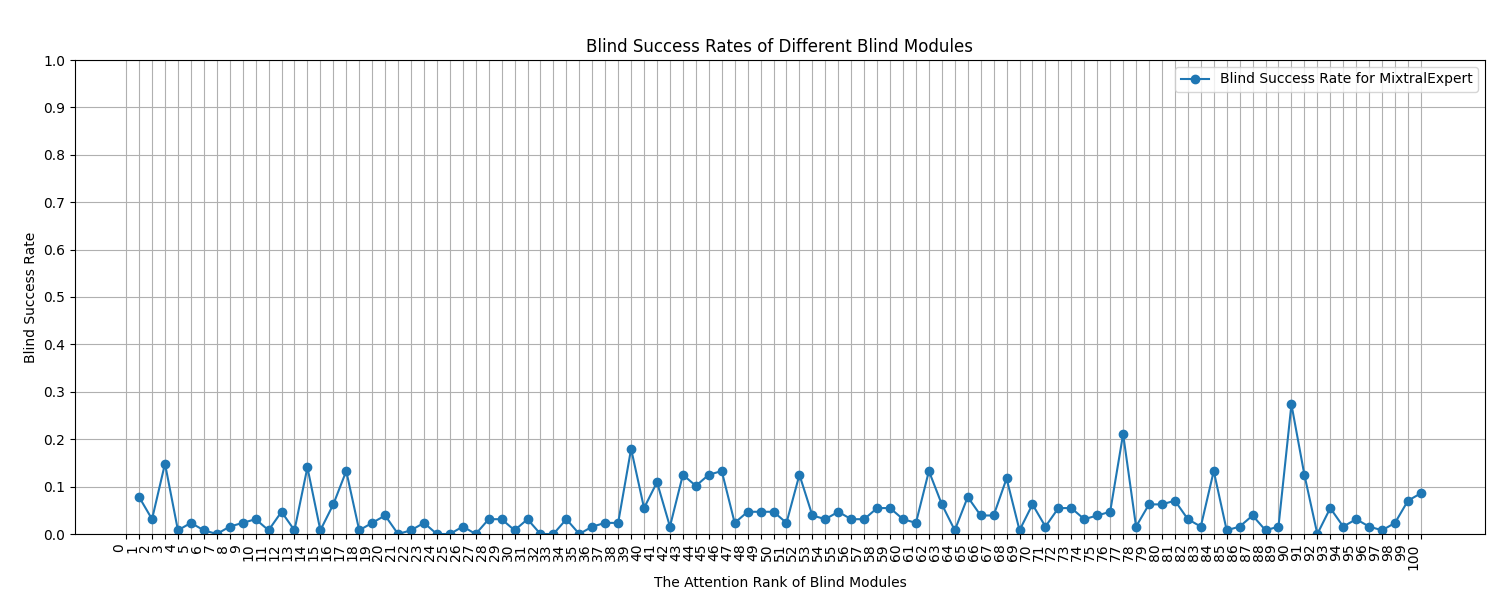 Blind Success Rates of Different Blind Modules
1.0
0.9
0.8
0.7
0.6
0.5
0.4
0.3
0.2
0.1
0.0
Blind Success Rate
Blind Success Rate for MixtralExpert
0 1 2 3 4 5 6 7 8 9 10 11 12 13 14 15 16 17 18 19 20 21 22 23 24 25 26 27 28 29 30 31 32 33 34 35 36 37 38 39 40 41 42 43 44 45 46 47 48 49 50 51 52 53 54 55 56 57 58 59 60 61 62 63 64 65 66 67 68 69 70 71 72 73 74 75 76 77 78 79 80 81 82 83 84 85 86 87 88 89 90 91 92 93 94 95 96 97 98 99 100
The Attention Rank of Blind Modules